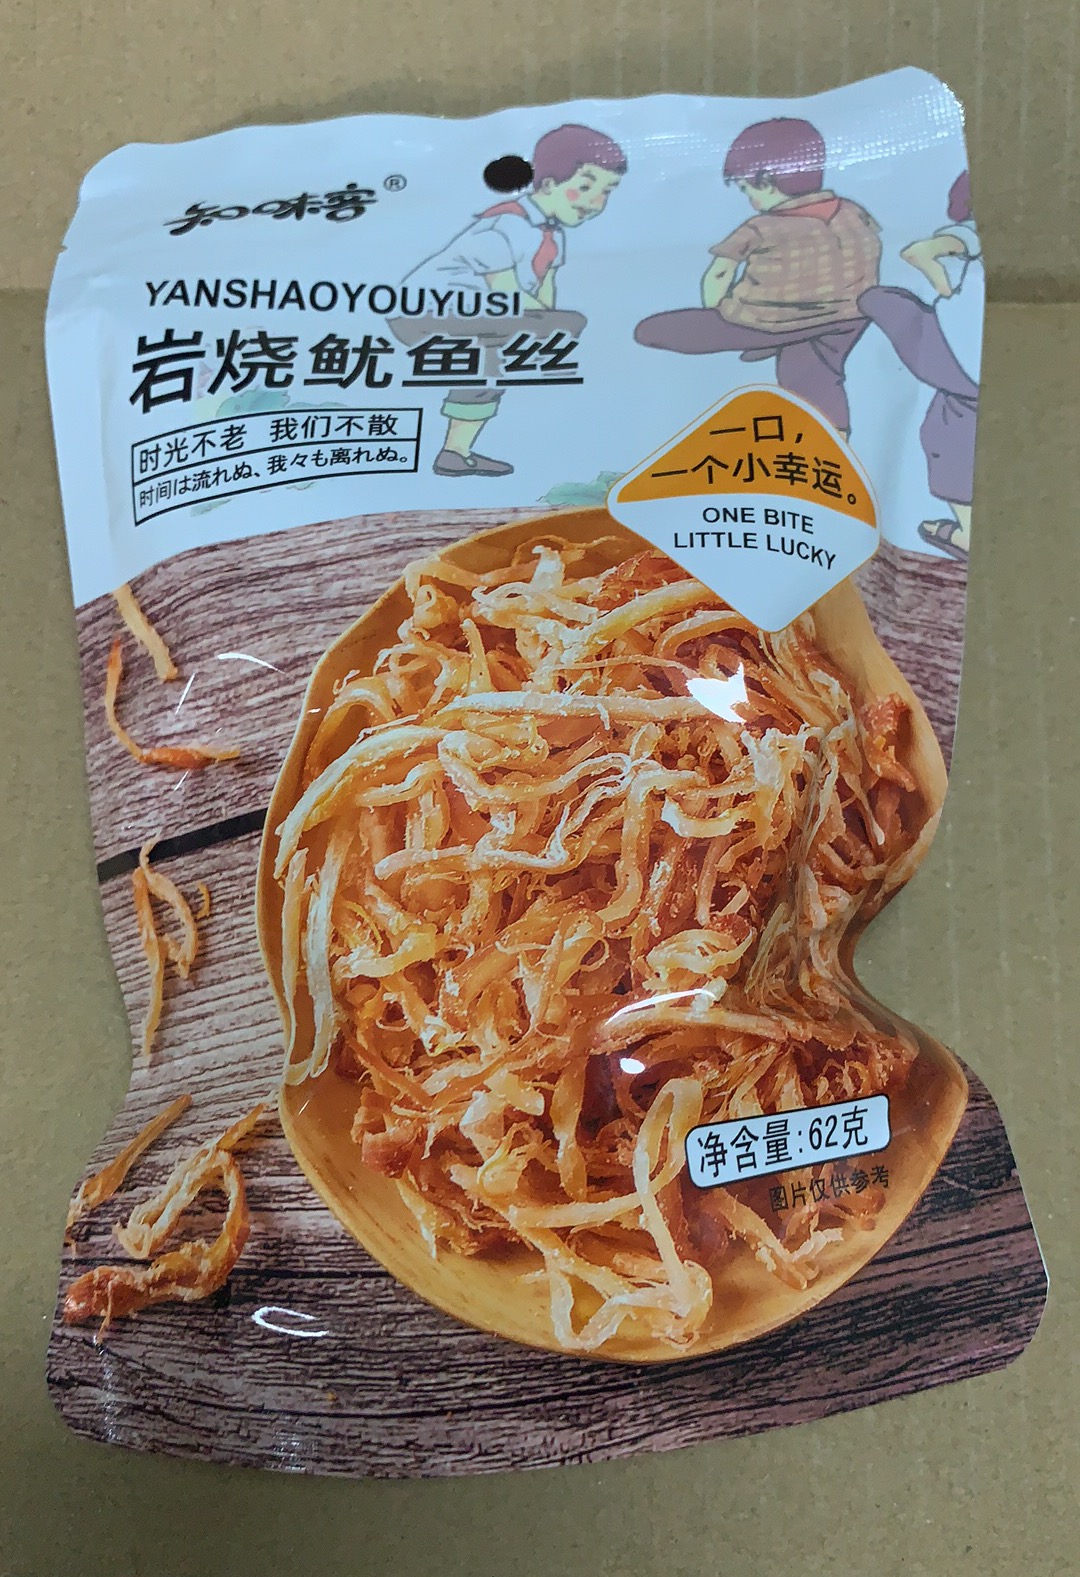 知味客®
YANSHAOYOUYUSI
岩烧鱿鱼丝
时光不老 我们不散
时间は流れぬ、我々も离れぬ。
一口，
一个小幸运。
ONE BITE
LITTLE LUCKY
净含量:62克
图片仅供参考